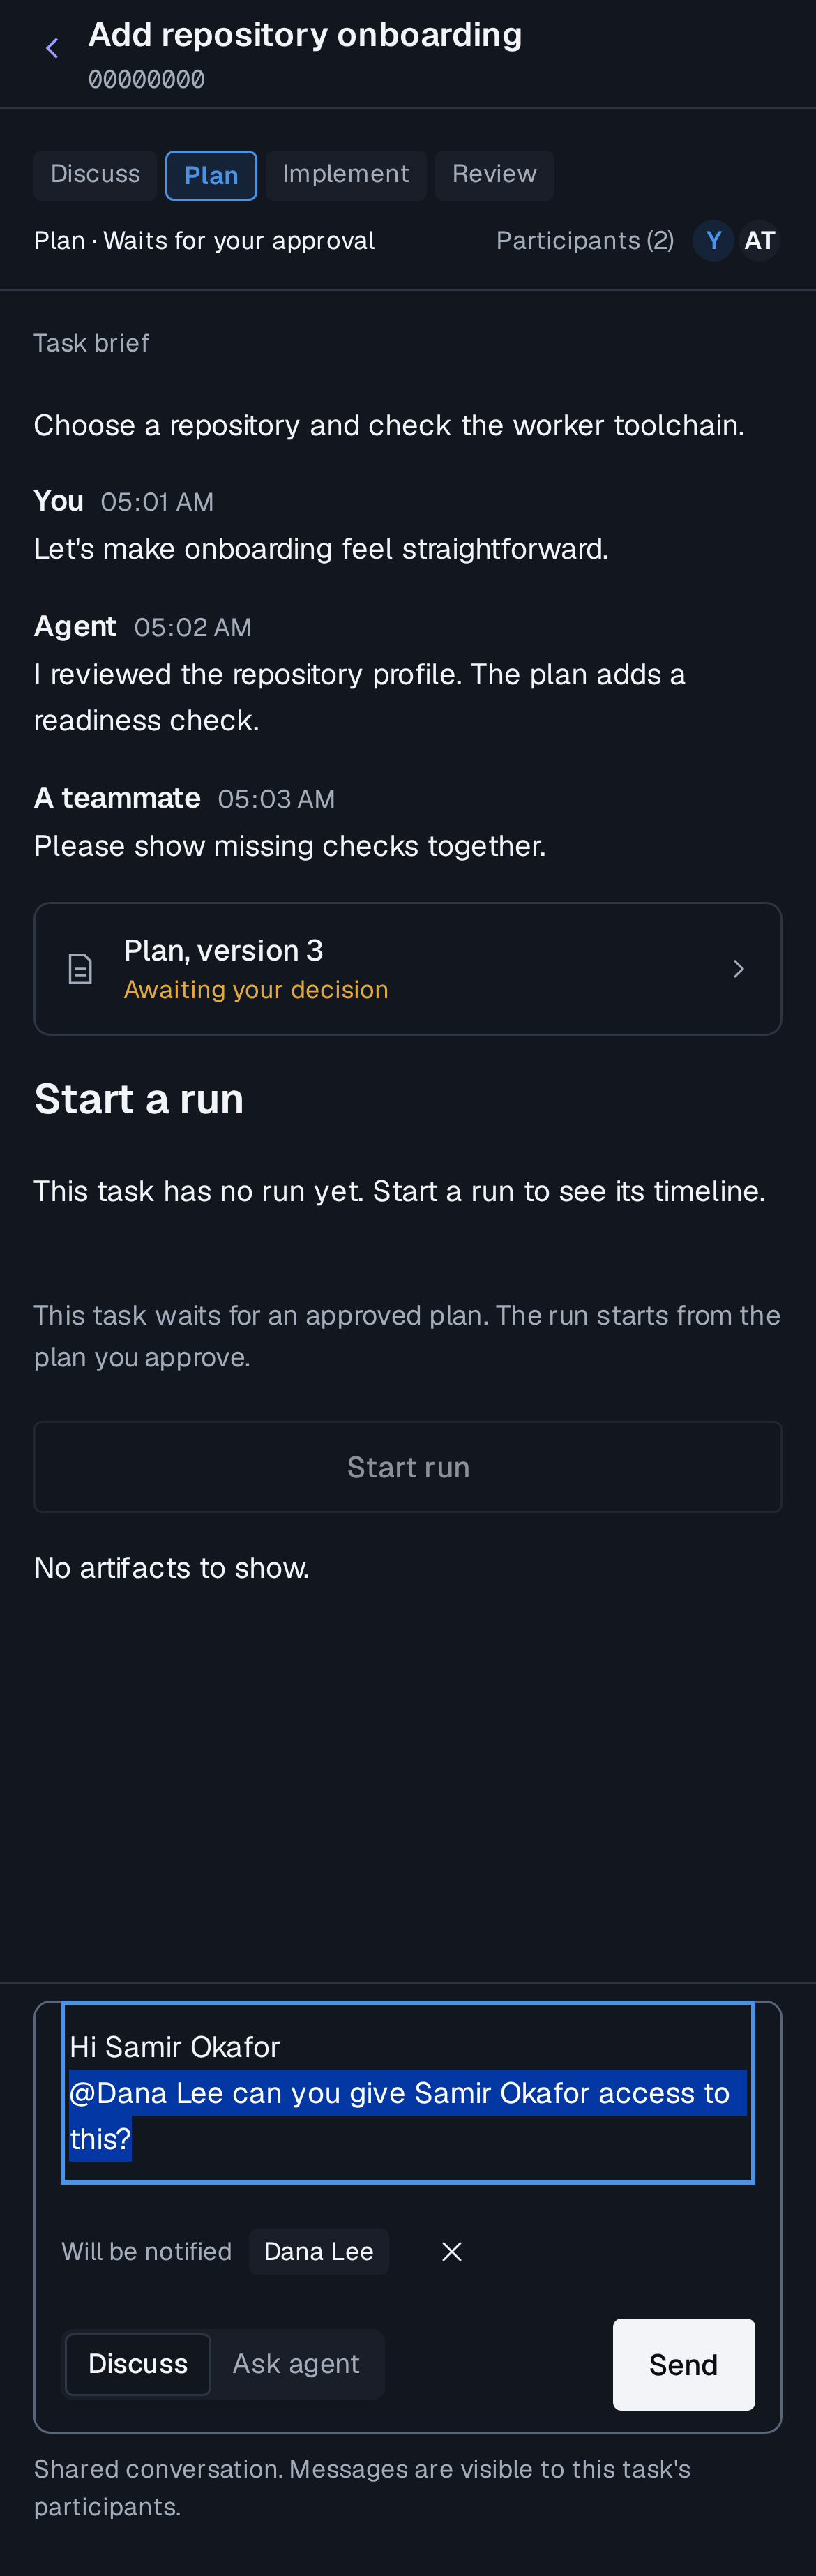 Add repository onboarding
00000000
Discuss
Plan
Implement
Review
Plan · Waits for your approval
Participants (2)
Y
AT
Task brief
Choose a repository and check the worker toolchain.
You 05:01 AM
Let's make onboarding feel straightforward.
Agent 05:02 AM
I reviewed the repository profile. The plan adds a
readiness check.
A teammate 05:03 AM
Please show missing checks together.
Plan, version 3
Awaiting your decision
Start a run
This task has no run yet. Start a run to see its timeline.
This task waits for an approved plan. The run starts from the
plan you approve.
Start run
No artifacts to show.
Hi Samir Okafor
@Dana Lee can you give Samir Okafor access to
this?
Will be notified Dana Lee
Discuss
Ask agent
Send
Shared conversation. Messages are visible to this task's
participants.